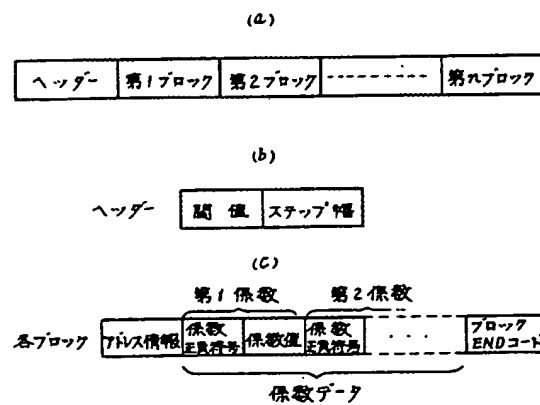 (a)
ヘッダー 第1ブロック 第2ブロック 第nブロック
(b)
ヘッダー 閾値 ステップ幅
(c)
第1係数 第2係数
各ブロック アドレス情報 係数正負符号 係数値 係数正負符号 ・・・ ブロックENDコード
係数データ